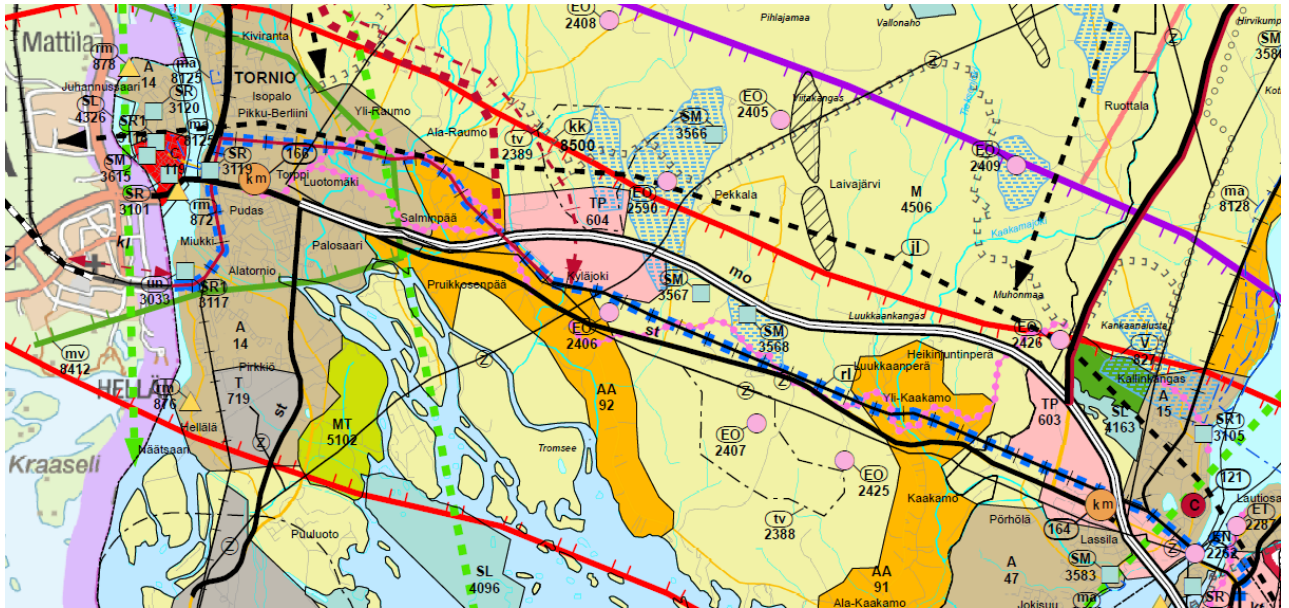 Mattila
rm
878
A
14
Juhannussaari
SL
4326
ma
8125
SR
3120
SR1
SM
3615
ma
8125
C
SR
3101
rm
872
SR
3119
Kiviranta
TORNIO
Isopalo
Pikku-Berliini
Yli-Raumo
Ala-Raumo
166
km
Torppi
Luotomäki
Pudas
Miukki
Palosaari
Salminpää
Alatornio
kl
un
3033
SR1
3117
A
14
Pirkkiö
T
719
mv
8412
HELLÄ
rm
876
Hellälä
Näätsaari
Kraaseli
st
MT
5102
Puuluoto
Z
Z
Z
SL
4096
Tromsee
Pruikkosenpää
tv
2389
kk
8500
EO
2408
Pihlajamaa
Vallonaho
Z
SM
3566
EO
2405
Viitakangas
EO
2590
Pekkala
TP
604
Kyläjoki
SM
3567
mo
SM
3568
EO
2406
st
AA
92
Z
Z
EO
2407
EO
2425
tv
2388
rl
Laivajärvi
M
4506
EO
2409
jl
Kaakamajoki
Muhonmaa
Luukkaankangas
Heikinjuntinperä
Luukkaanperä
Yli-Kaakamo
Kaakamo
AA
91
Ala-Kaakamo
Ruottala
Z
Hirvikump
SM
ma
8128
EO
2426
Kankaanalusta
V
827
Kallinkangas
A
15
TP
603
SL
4163
SR1
3105
121
km
C
Lautiosa
ET
2287
EN
2262
164
Lassila
Z
Pörhölä
A
47
SM
3583
ma
Jokisuu
SR